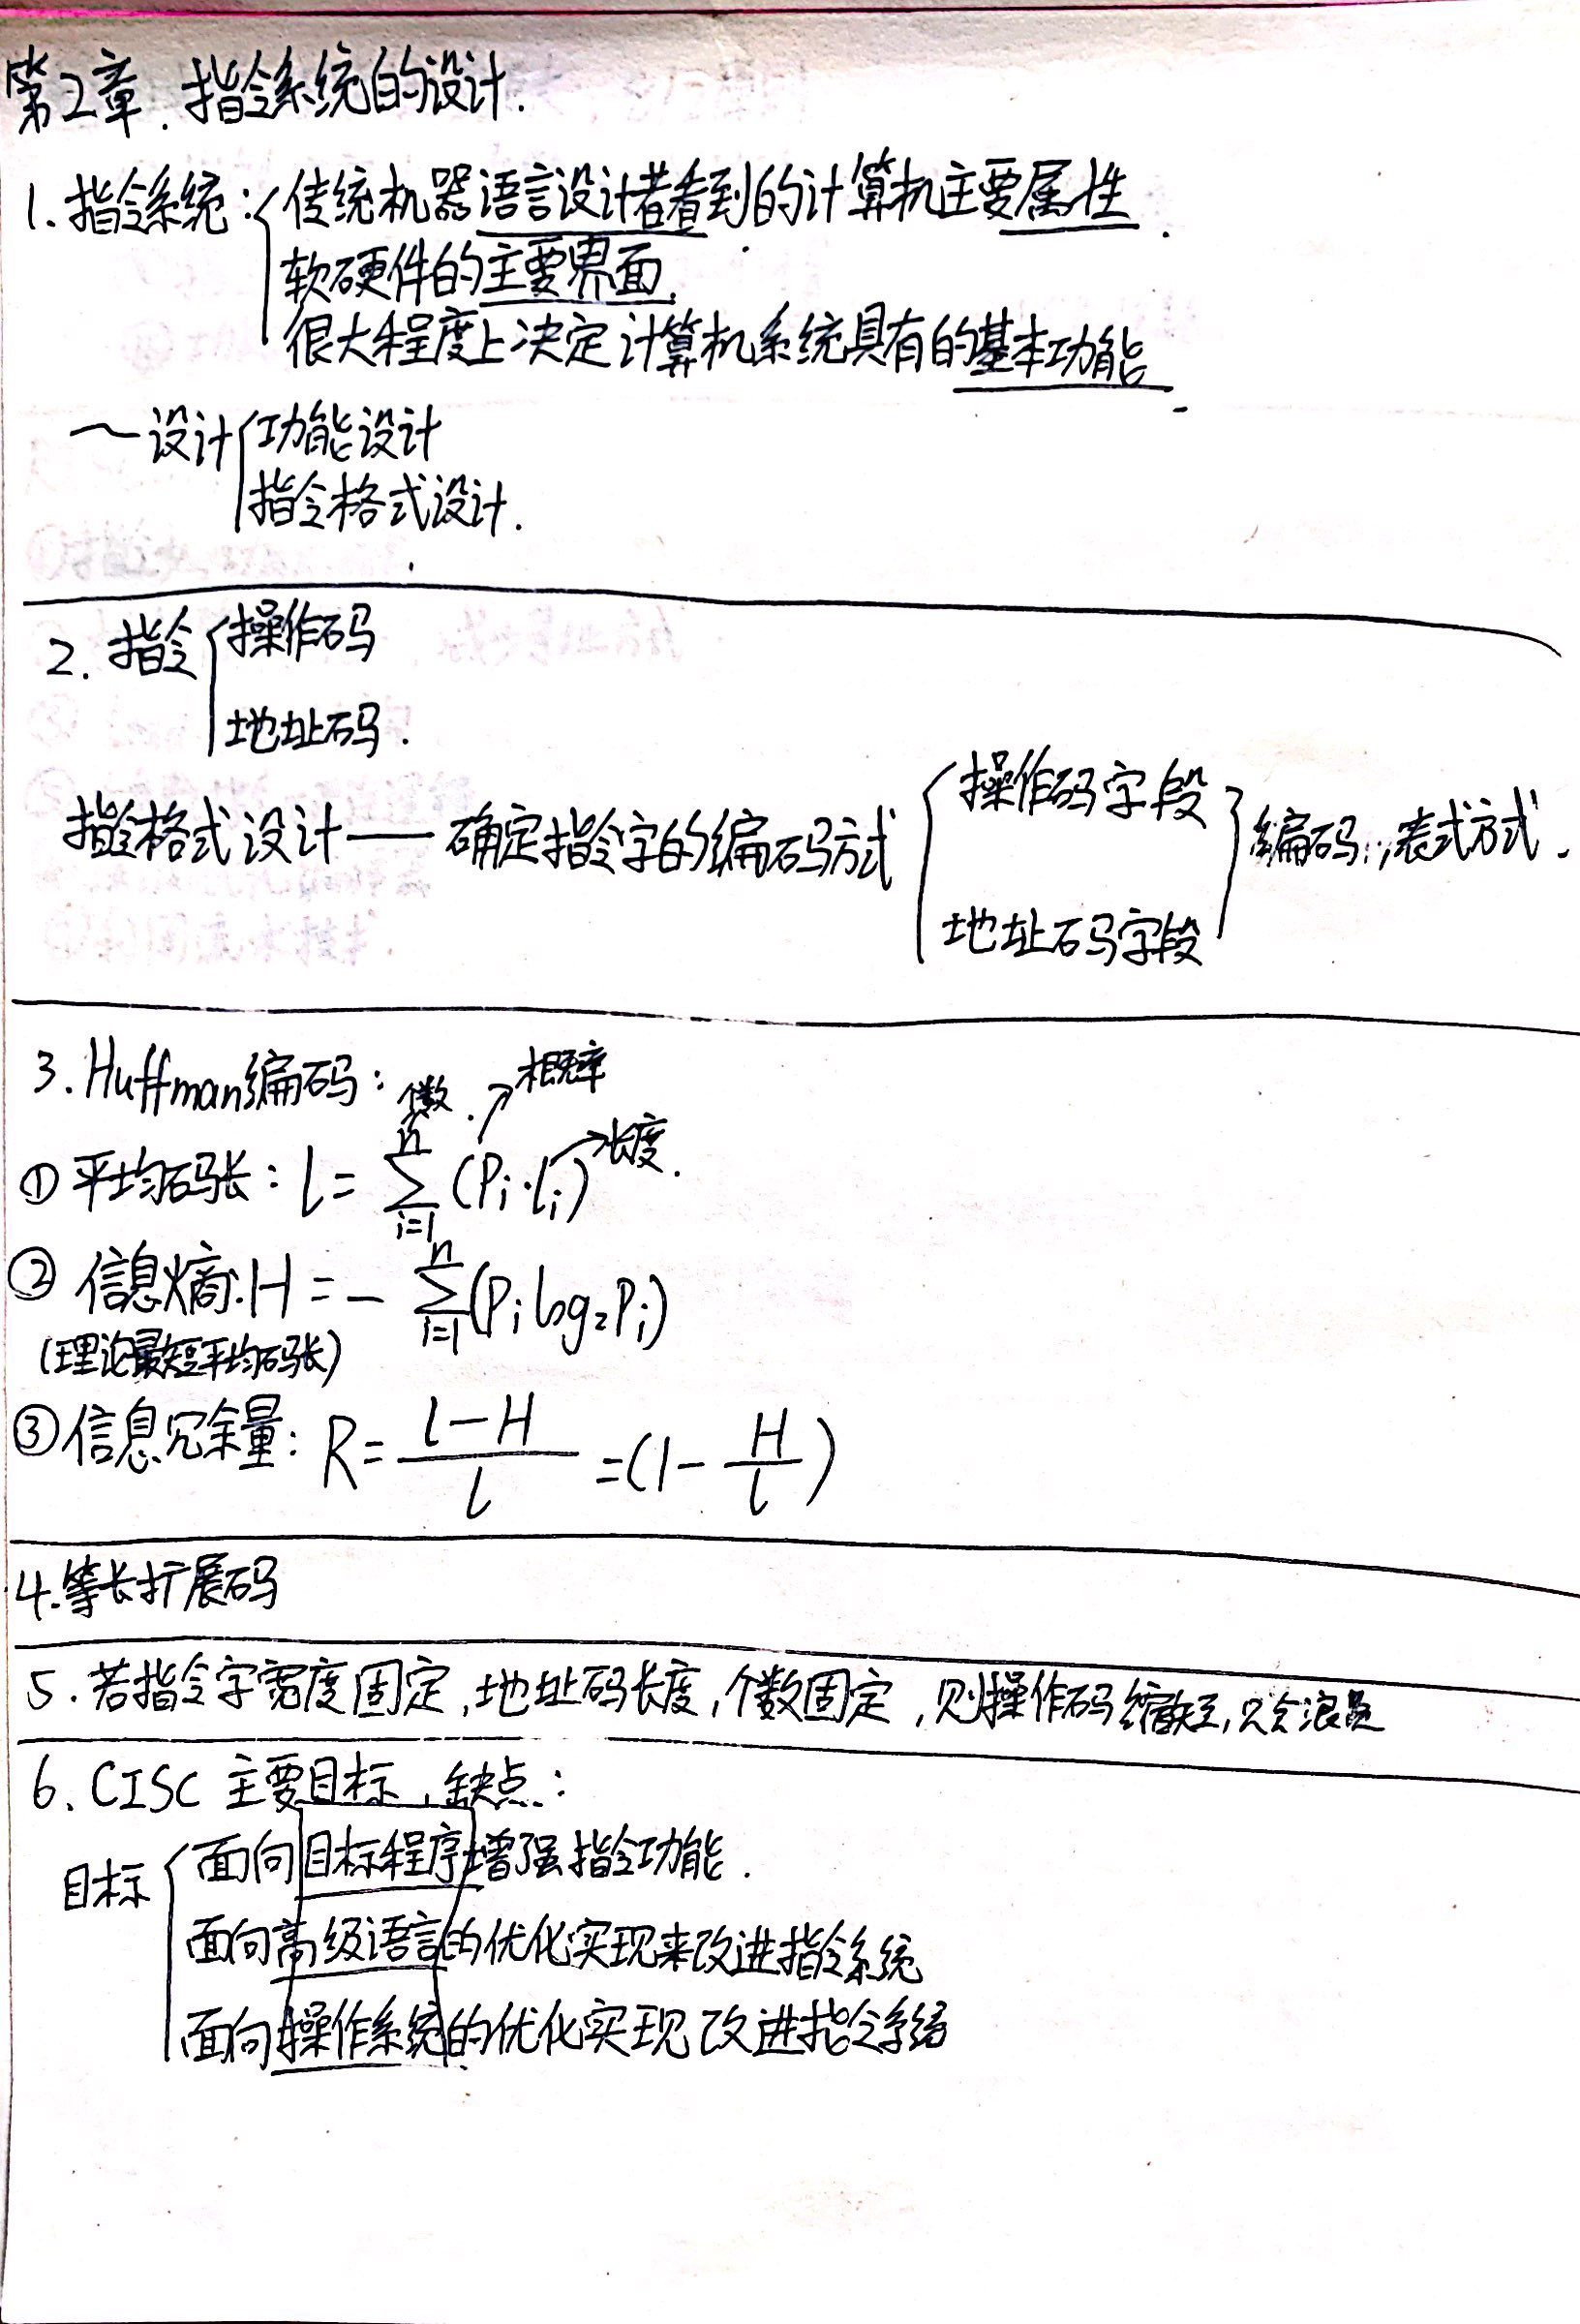 第2章. 指令系统的设计.
1. 指令系统: 传统机器语言设计者看到的计算机主要属性.
软硬件的主要界面.
很大程度上决定计算机系统具有的基本功能.
～设计 功能设计
指令格式设计.
2. 指令 操作码
地址码.
指令格式设计——确定指令字的编码方式 操作码字段 地址码字段 编码,表式方式.
3. Huffman编码:
个数. ↗概率
① 平均码长: l = n∑i=1 (Pi·li) →长度.
② 信息熵:H = - n∑i=1 (Pi log₂Pi)
(理论最短平均码长)
③ 信息冗余量: R = (l-H)/l = (1 - H/l)
4. 等长扩展码
5. 若指令字宽度固定,地址码长度,个数固定,则操作码缩短,只会浪费
6. CISC 主要目标,缺点:
目标 面向目标程序增强指令功能.
面向高级语言的优化实现来改进指令系统
面向操作系统的优化实现改进指令系统